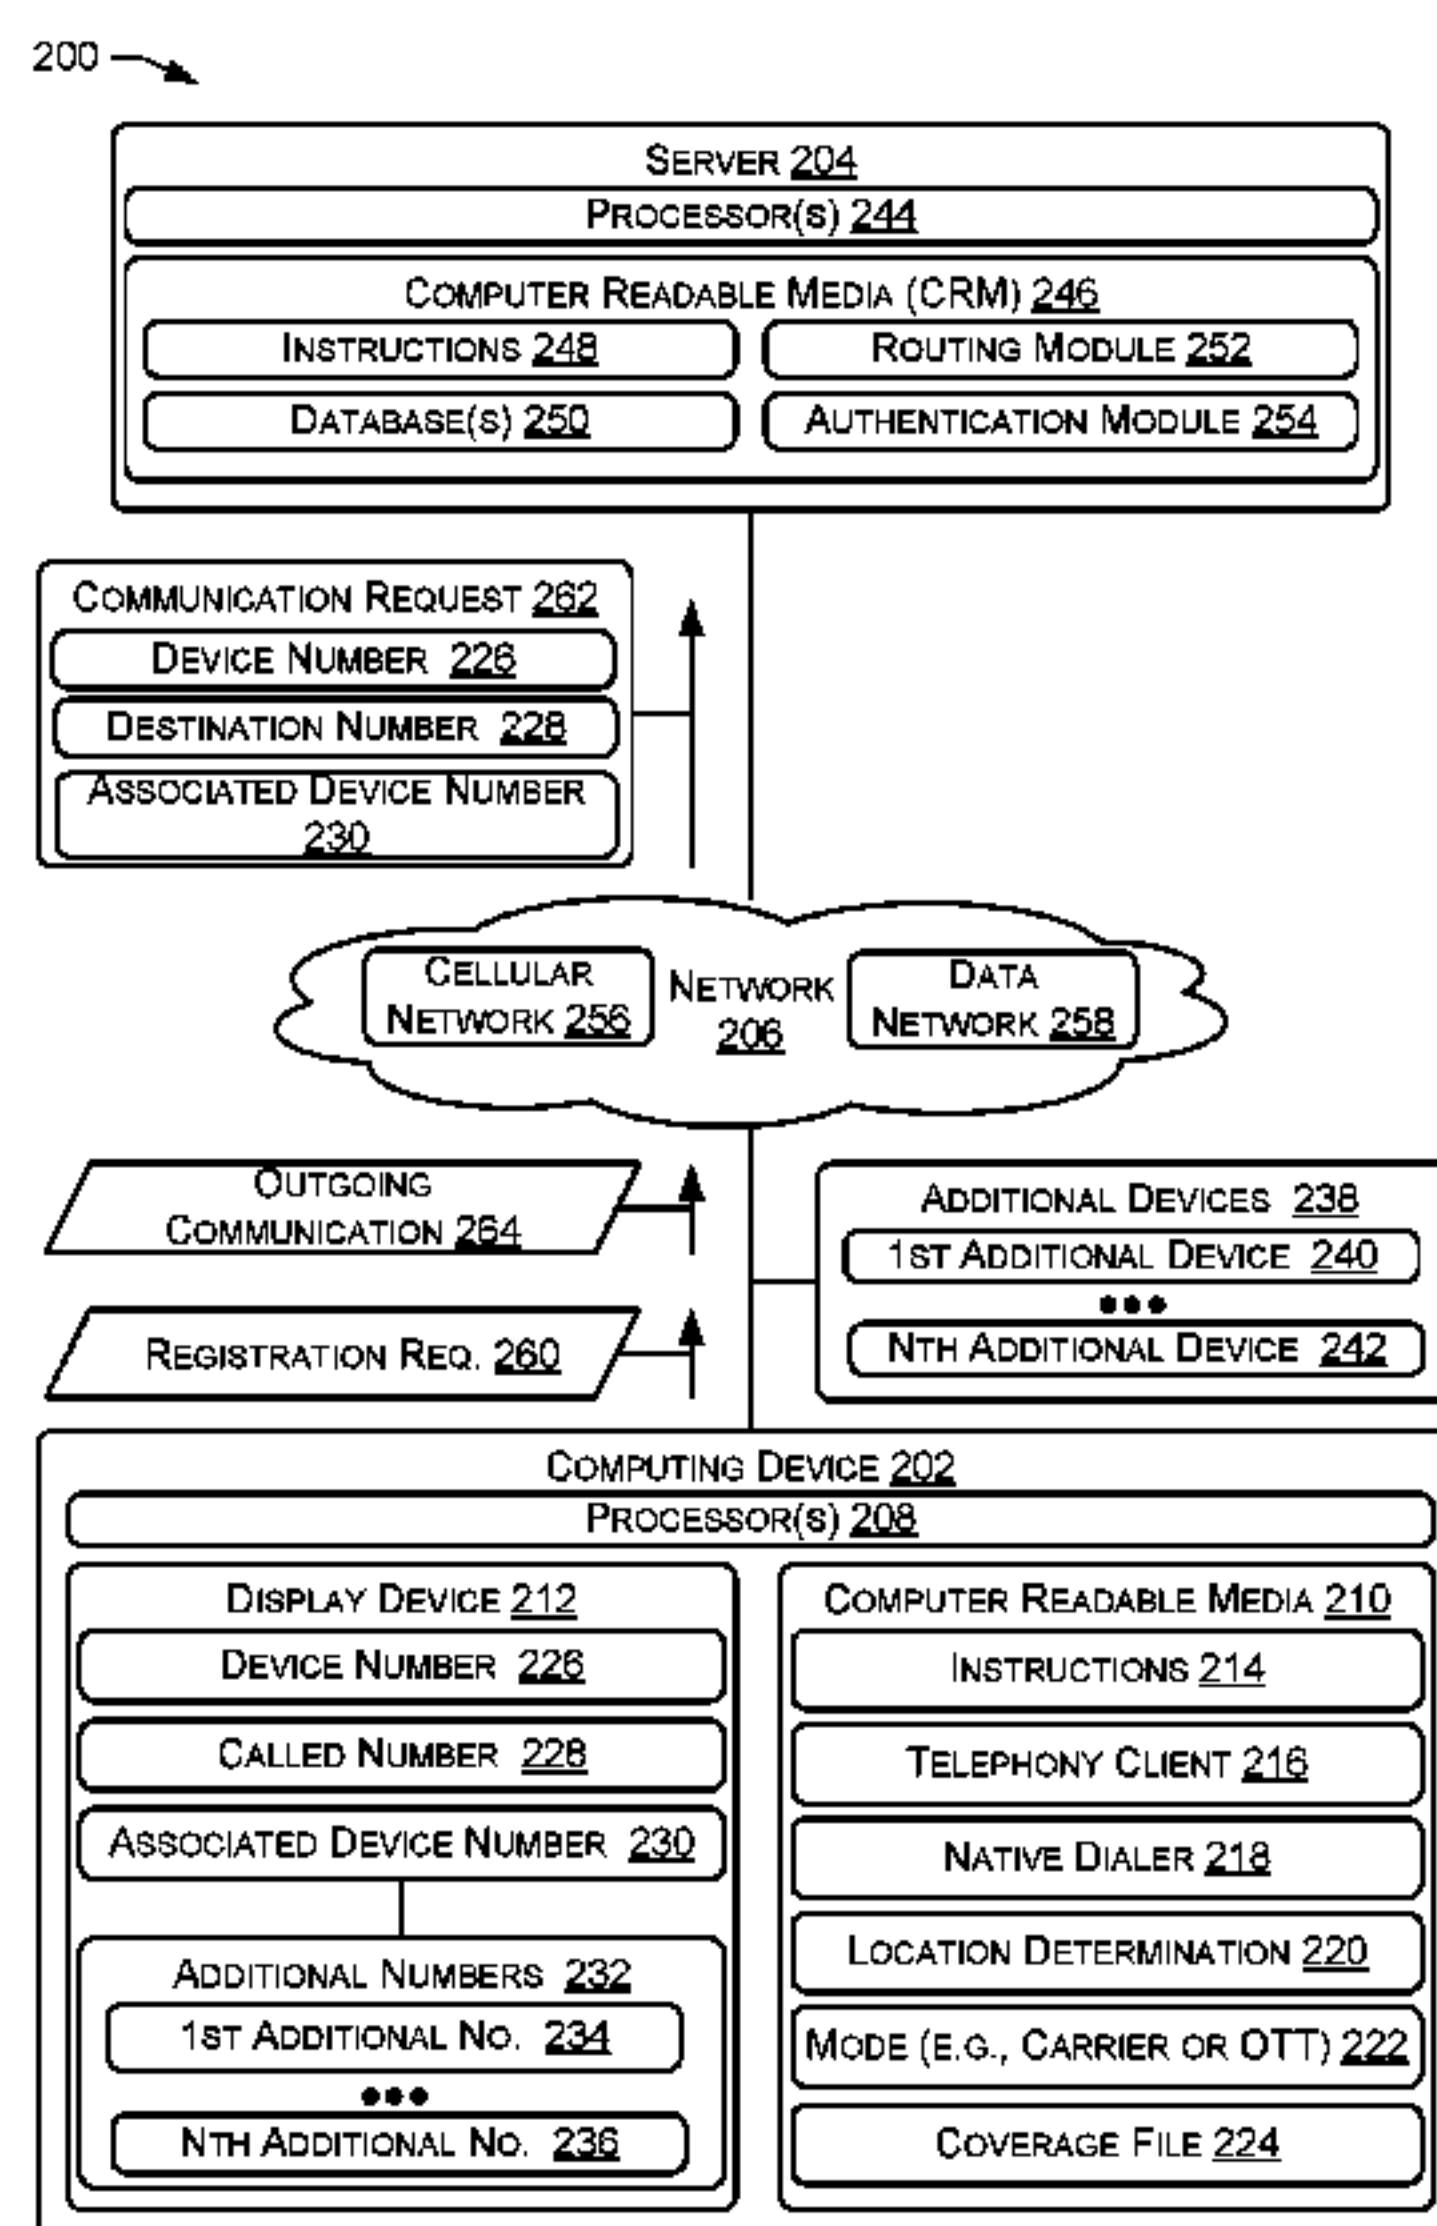 200
SERVER 204
PROCESSOR(S) 244
COMPUTER READABLE MEDIA (CRM) 246
INSTRUCTIONS 248
ROUTING MODULE 252
DATABASE(S) 250
AUTHENTICATION MODULE 254
COMMUNICATION REQUEST 262
DEVICE NUMBER 226
DESTINATION NUMBER 228
ASSOCIATED DEVICE NUMBER
230
CELLULAR
NETWORK 256
NETWORK
206
DATA
NETWORK 258
OUTGOING
COMMUNICATION 264
ADDITIONAL DEVICES 238
1ST ADDITIONAL DEVICE 240
•••
NTH ADDITIONAL DEVICE 242
REGISTRATION REQ. 260
COMPUTING DEVICE 202
PROCESSOR(S) 208
DISPLAY DEVICE 212
DEVICE NUMBER 226
CALLED NUMBER 228
ASSOCIATED DEVICE NUMBER 230
ADDITIONAL NUMBERS 232
1ST ADDITIONAL NO. 234
•••
NTH ADDITIONAL NO. 236
COMPUTER READABLE MEDIA 210
INSTRUCTIONS 214
TELEPHONY CLIENT 216
NATIVE DIALER 218
LOCATION DETERMINATION 220
MODE (E.G., CARRIER OR OTT) 222
COVERAGE FILE 224